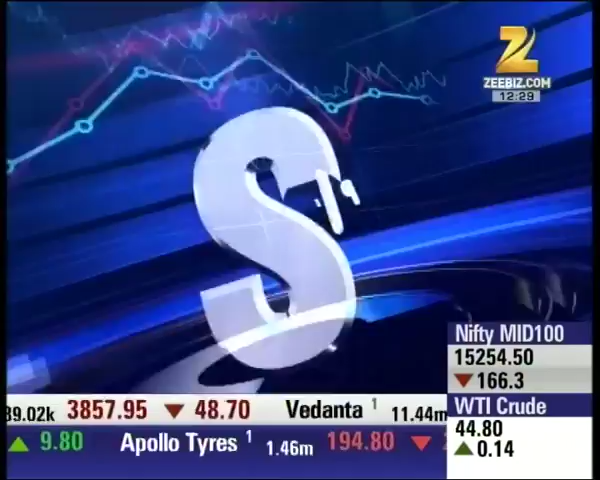 Z
ZEEBIZ.COM
12:29
S
Nifty MID100
15254.50
166.3
WTI Crude
44.80
0.14
39.02k 3857.95 48.70 Vedanta 1 11.44m
9.80 Apollo Tyres 1 1.46m 194.80